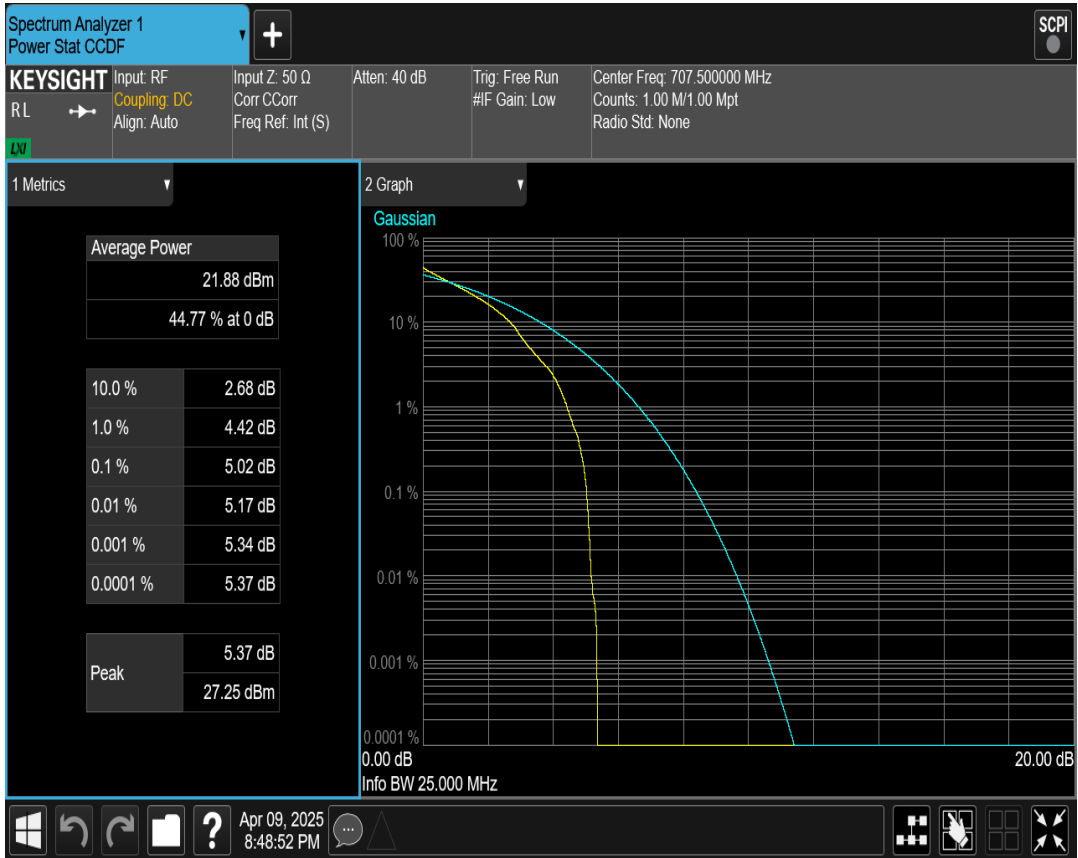 Spectrum Analyzer 1
Power Stat CCDF
+
SCPI
KEYSIGHT
RL
LXI
Input: RF
Coupling: DC
Align: Auto
Input Z: 50 Ω
Corr CCorr
Freq Ref: Int (S)
Atten: 40 dB
Trig: Free Run
#IF Gain: Low
Center Freq: 707.500000 MHz
Counts: 1.00 M/1.00 Mpt
Radio Std: None
1 Metrics
Average Power
21.88 dBm
44.77 % at 0 dB
10.0 % 2.68 dB
1.0 % 4.42 dB
0.1 % 5.02 dB
0.01 % 5.17 dB
0.001 % 5.34 dB
0.0001 % 5.37 dB
Peak
5.37 dB
27.25 dBm
2 Graph
Gaussian
100 %
10 %
1 %
0.1 %
0.01 %
0.001 %
0.0001 %
0.00 dB 20.00 dB
Info BW 25.000 MHz
?
Apr 09, 2025
8:48:52 PM